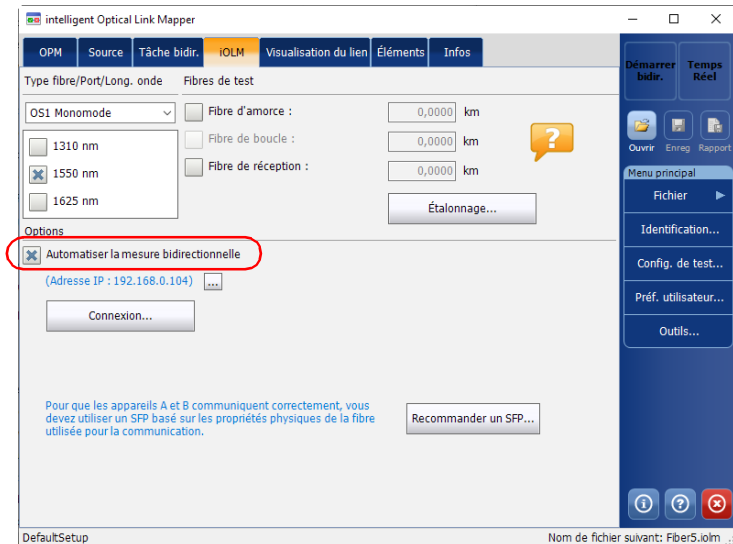 intelligent Optical Link Mapper
OPM Source Tâche bidir. iOLM Visualisation du lien Éléments Infos
Type fibre/Port/Long. onde Fibres de test
OS1 Monomode
1310 nm
1550 nm
1625 nm
Fibre d'amorce : 0,0000 km
Fibre de boucle : 0,0000 km
Fibre de réception : 0,0000 km
?
Étalonnage...
Options
Automatiser la mesure bidirectionnelle
(Adresse IP : 192.168.0.104) ...
Connexion...
Pour que les appareils A et B communiquent correctement, vous
devez utiliser un SFP basé sur les propriétés physiques de la fibre
utilisée pour la communication.
Recommander un SFP...
Démarrer bidir.
Temps Réel
Ouvrir Enreg Rapport
Menu principal
Fichier
Identification...
Config. de test...
Préf. utilisateur...
Outils...
DefaultSetup Nom de fichier suivant: Fiber5.iolm